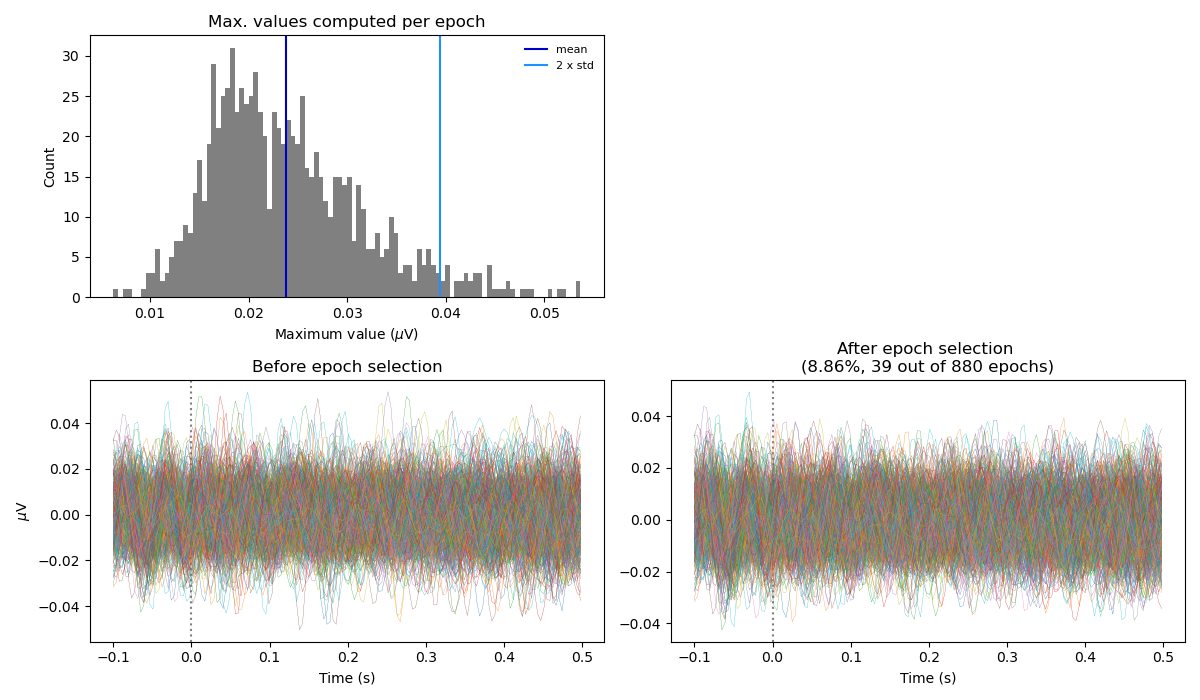 Max. values computed per epoch
mean
2 x std
30
25
20
15
10
5
0
Count
0.01 0.02 0.03 0.04 0.05
Maximum value (μV)
Before epoch selection
0.04
0.02
0.00
−0.02
−0.04
μV
−0.1 0.0 0.1 0.2 0.3 0.4 0.5
Time (s)
After epoch selection
(8.86%, 39 out of 880 epochs)
0.04
0.02
0.00
−0.02
−0.04
−0.1 0.0 0.1 0.2 0.3 0.4 0.5
Time (s)